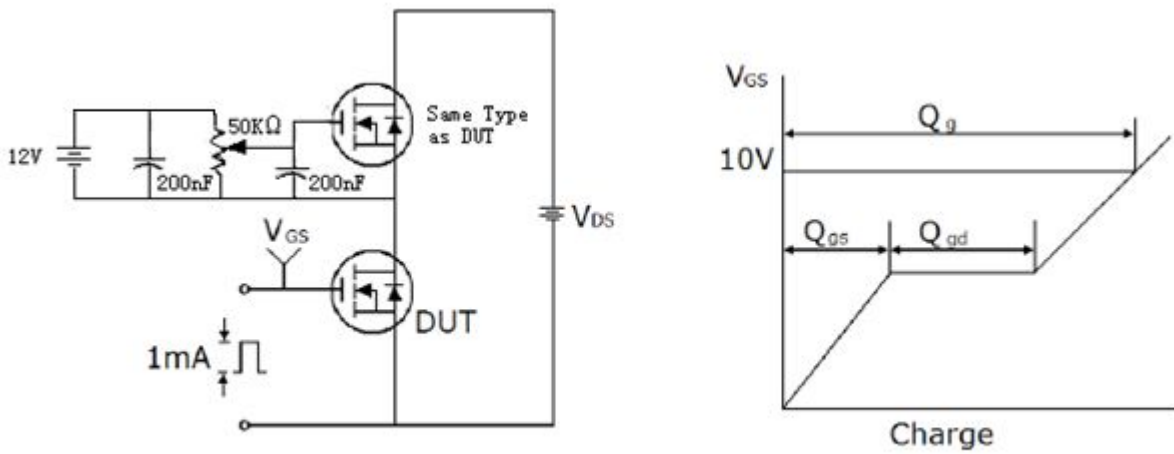 12V
200nF
50KΩ
200nF
Same Type
as DUT
VGS
DUT
1mA
VDS
VGS
Qg
10V
Qgs
Qgd
Charge